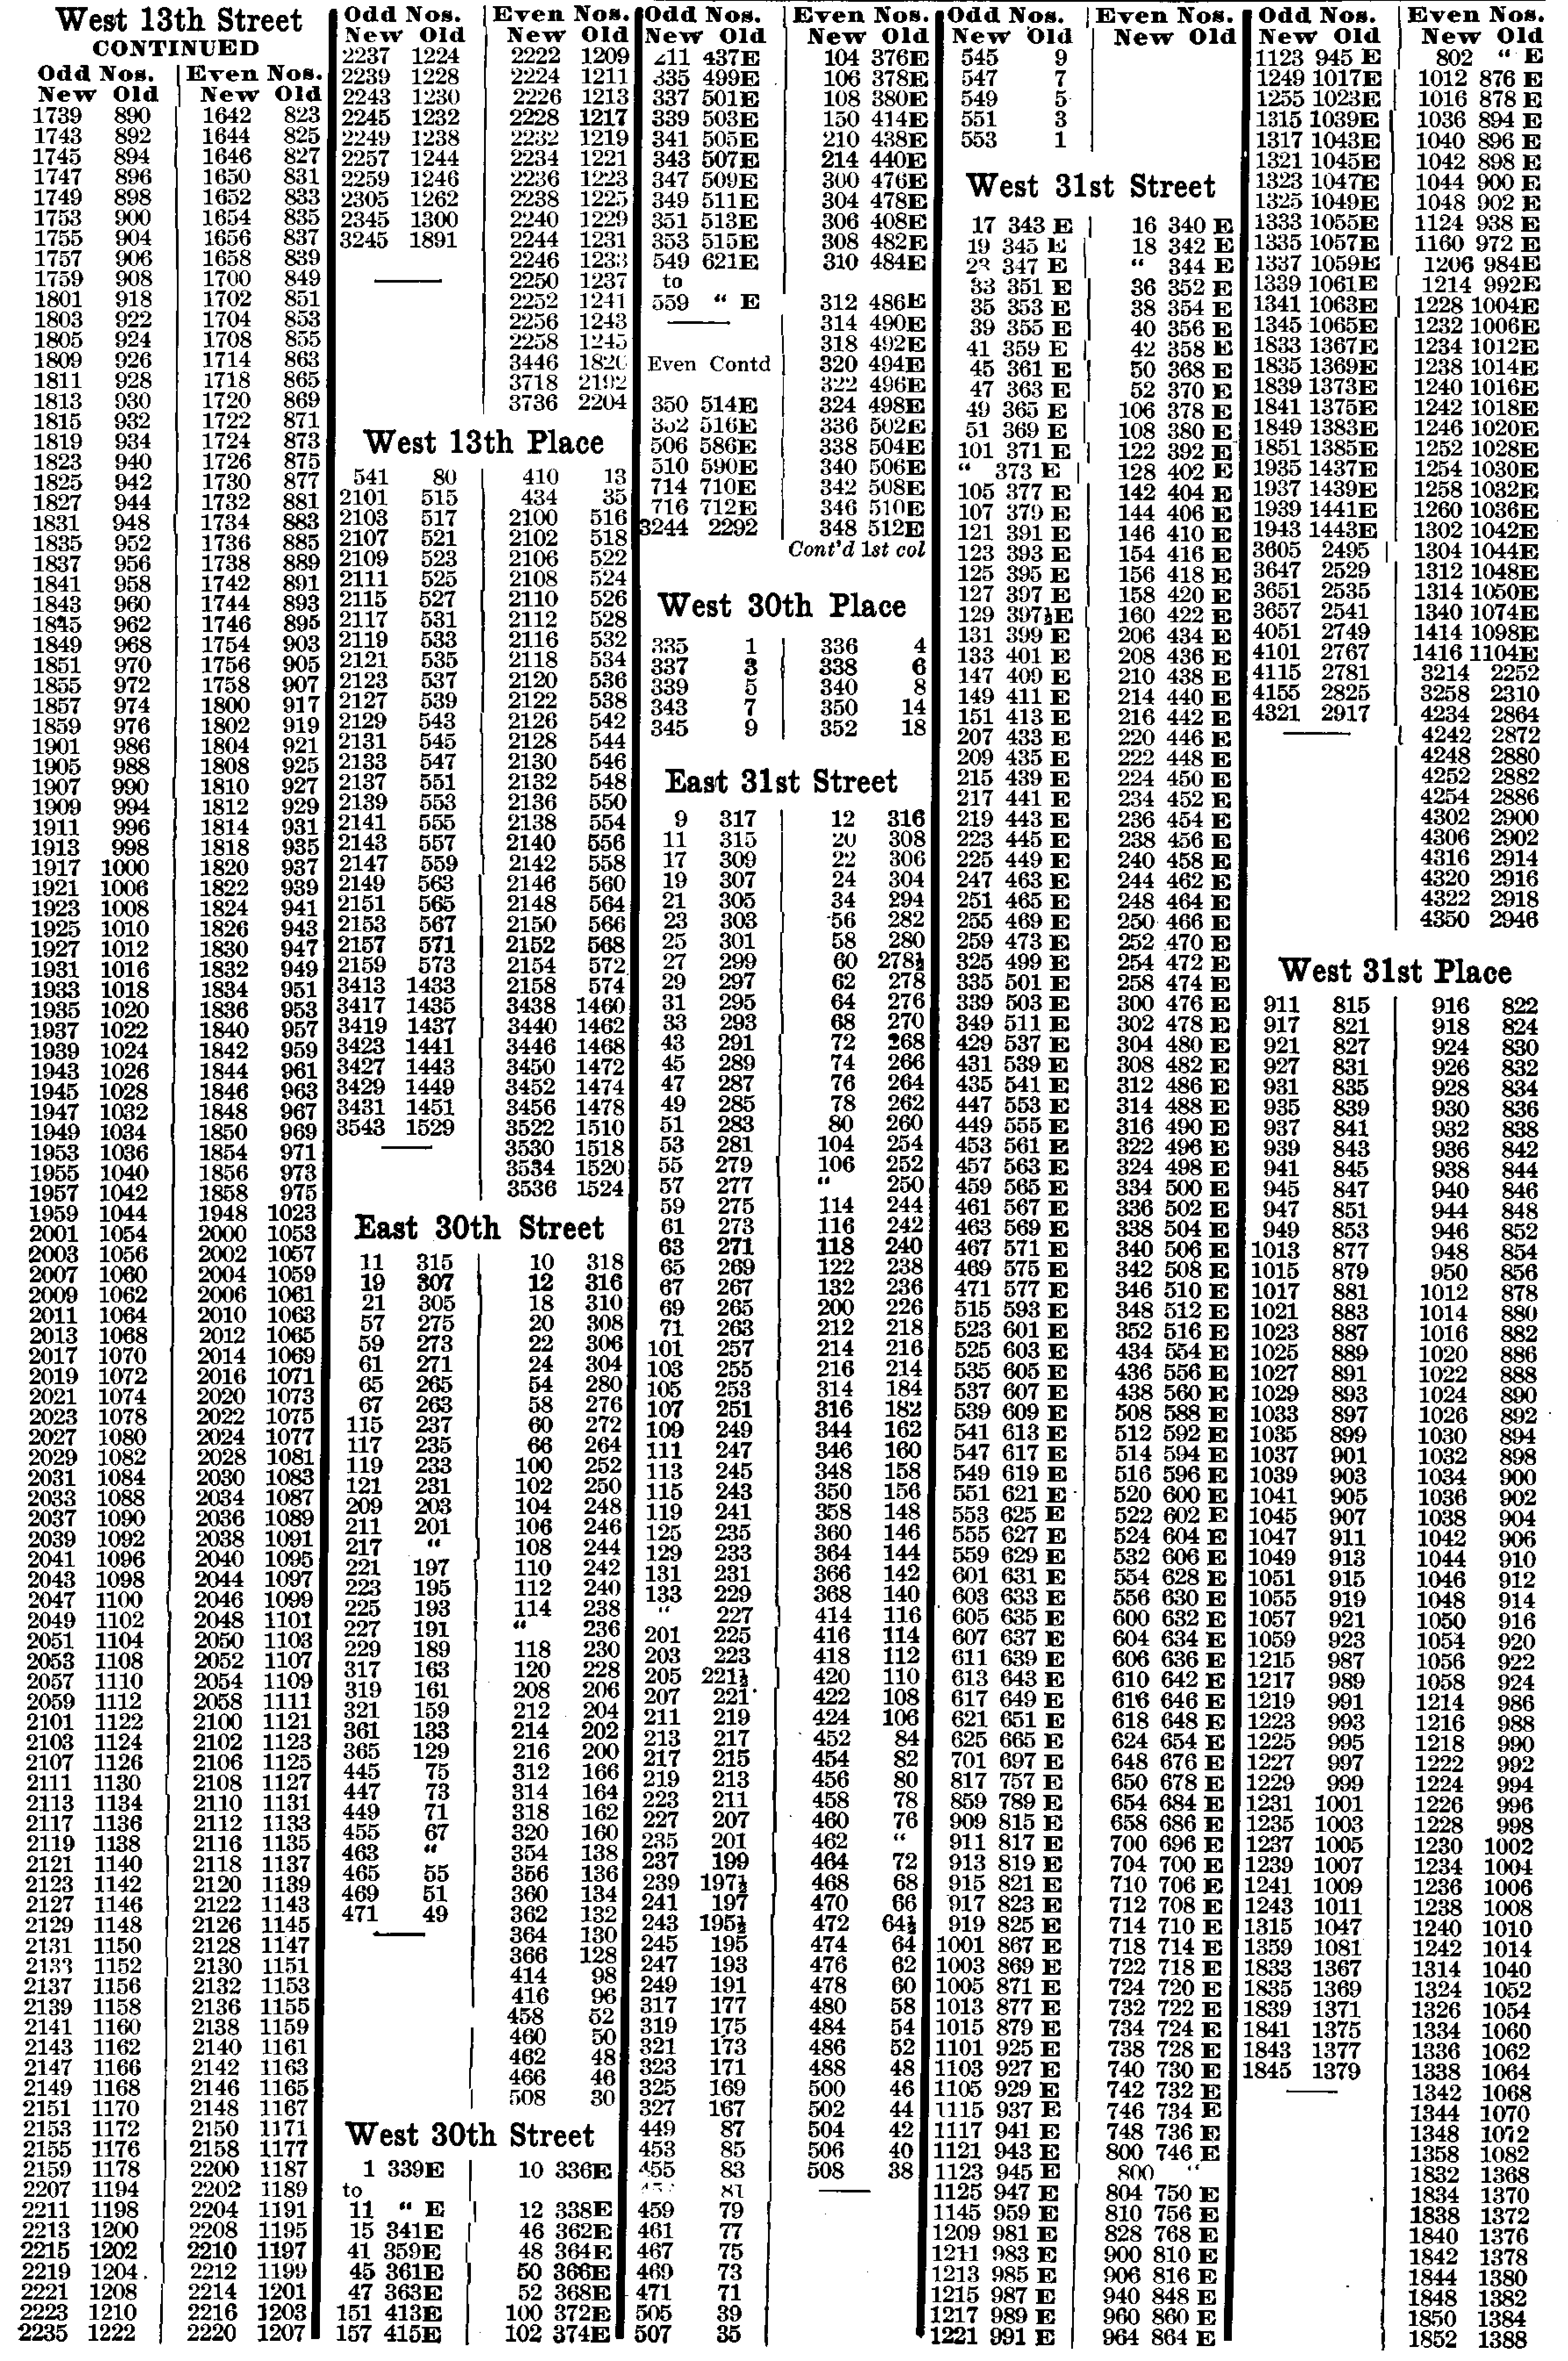 West 13th Street
CONTINUED
Odd Nos. Even Nos.
New Old New Old
1739 890 1642 823
1743 892 1644 825
1745 894 1646 827
1747 896 1650 831
1749 898 1652 833
1753 900 1654 835
1755 904 1656 837
1757 906 1658 839
1759 908 1700 849
1801 918 1702 851
1803 922 1704 853
1805 924 1708 855
1809 926 1714 863
1811 928 1718 865
1813 930 1720 869
1815 932 1722 871
1819 934 1724 873
1823 940 1726 875
1825 942 1730 877
1827 944 1732 881
1831 948 1734 883
1835 952 1736 885
1837 956 1738 889
1841 958 1742 891
1843 960 1744 893
1845 962 1746 895
1849 968 1754 903
1851 970 1756 905
1855 972 1758 907
1857 974 1800 917
1859 976 1802 919
1901 986 1804 921
1905 988 1808 925
1907 990 1810 927
1909 994 1812 929
1911 996 1814 931
1913 998 1818 935
1917 1000 1820 937
1921 1006 1822 939
1923 1008 1824 941
1925 1010 1826 943
1927 1012 1830 947
1931 1016 1832 949
1933 1018 1834 951
1935 1020 1836 953
1937 1022 1840 957
1939 1024 1842 959
1943 1026 1844 961
1945 1028 1846 963
1947 1032 1848 967
1949 1034 1850 969
1953 1036 1854 971
1955 1040 1856 973
1957 1042 1858 975
1959 1044 1948 1023
2001 1054 2000 1053
2003 1056 2002 1057
2007 1060 2004 1059
2009 1062 2006 1061
2011 1064 2010 1063
2013 1068 2012 1065
2017 1070 2014 1069
2019 1072 2016 1071
2021 1074 2020 1073
2023 1078 2022 1075
2027 1080 2024 1077
2029 1082 2028 1081
2031 1084 2030 1083
2033 1088 2034 1087
2037 1090 2036 1089
2039 1092 2038 1091
2041 1096 2040 1095
2043 1098 2044 1097
2047 1100 2046 1099
2049 1102 2048 1101
2051 1104 2050 1103
2053 1108 2052 1107
2057 1110 2054 1109
2059 1112 2058 1111
2101 1122 2100 1121
2103 1124 2102 1123
2107 1126 2106 1125
2111 1130 2108 1127
2113 1134 2110 1131
2117 1136 2112 1133
2119 1138 2116 1135
2121 1140 2118 1137
2123 1142 2120 1139
2127 1146 2122 1143
2129 1148 2126 1145
2131 1150 2128 1147
2133 1152 2130 1151
2137 1156 2132 1153
2139 1158 2136 1155
2141 1160 2138 1159
2143 1162 2140 1161
2147 1166 2142 1163
2149 1168 2146 1165
2151 1170 2148 1167
2153 1172 2150 1171
2155 1176 2158 1177
2159 1178 2200 1187
2207 1194 2202 1189
2211 1198 2204 1191
2213 1200 2208 1195
2215 1202 2210 1197
2219 1204 2212 1199
2221 1208 2214 1201
2223 1210 2216 1203
2235 1222 2220 1207
Odd Nos. Even Nos.
New Old New Old
2237 1224 2222 1209
2239 1228 2224 1211
2243 1230 2226 1213
2245 1232 2228 1217
2249 1238 2232 1219
2257 1244 2234 1221
2259 1246 2236 1223
2305 1262 2238 1225
2345 1300 2240 1229
3245 1891 2244 1231
2246 1233
2250 1237
2252 1241
2256 1243
2258 1245
3446
3718 2192
3736 2204
West 13th Place
541 80 410 13
2101 515 434 35
2103 517 2100 516
2107 521 2102 518
2109 523 2106 522
2111 525 2108 524
2115 527 2110 526
2117 531 2112 528
2119 533 2116 532
2121 535 2118 534
2123 537 2120 536
2127 539 2122 538
2129 543 2126 542
2131 545 2128 544
2133 547 2130 546
2137 551 2132 548
2139 553 2136 550
2141 555 2138 554
2143 557 2140 556
2147 559 2142 558
2149 563 2146 560
2151 565 2148 564
2153 567 2150 566
2157 571 2152 568
2159 573 2154 572
3413 1433 2158 574
3417 1435 3438 1460
3419 1437 3440 1462
3423 1441 3446 1468
3427 1443 3450 1472
3429 1449 3452 1474
3431 1451 3456 1478
3543 1529 3522 1510
3530 1518
3534 1520
3536 1524
East 30th Street
11 315 10 318
19 307 12 316
21 305 18 310
57 275 20 308
59 273 22 306
61 271 24 304
65 265 54 280
67 263 58 276
115 237 60 272
117 235 66 264
119 233 100 252
121 231 102 250
209 203 104 248
211 201 106 246
217 " 108 244
221 197 110 242
223 195 112 240
225 193 114 238
227 191 " 236
229 189 118 230
317 163 120 228
319 161 208 206
321 159 212 204
361 133 214 202
365 129 216 200
445 75 312 166
447 73 314 164
449 71 318 162
455 67 320 160
463 " 354 138
465 55 356 136
469 51 360 134
471 49 362 132
364 130
366 128
414 98
416 96
458 52
460 50
462 48
466 46
508 30
West 30th Street
1 339E 10 336E
to
11 " E 12 338E
15 341E 46 362E
41 359E 48 364E
45 361E 50 366E
47 363E 52 368E
151 413E 100 372E
157 415E 102 374E
Odd Nos. Even Nos.
New Old New Old
211 437E 104 376E
335 499E 106 378E
337 501E 108 380E
339 503E 150 414E
341 505E 210 438E
343 507E 214 440E
347 509E 300 476E
349 511E 304 478E
351 513E 306 408E
353 515E 308 482E
549 621E 310 484E
to
559 " E 312 486E
314 490E
318 492E
Even Contd 320 494E
322 496E
350 514E 324 498E
352 516E 336 502E
506 586E 338 504E
510 590E 340 506E
714 710E 342 508E
716 712E 346 510E
3244 2292 348 512E
Cont'd 1st col
West 30th Place
335 1 336 4
337 3 338 6
339 5 340 8
343 7 350 14
345 9 352 18
East 31st Street
9 317 12 316
11 315 20 308
17 309 22 306
19 307 24 304
21 305 34 294
23 303 56 282
25 301 58 280
27 299 60 278½
29 297 62 278
31 295 64 276
33 293 68 270
43 291 72 268
45 289 74 266
47 287 76 264
49 285 78 262
51 283 80 260
53 281 104 254
55 279 106 252
57 277 " 250
59 275 114 244
61 273 116 242
63 271 118 240
65 269 122 238
67 267 132 236
69 265 200 226
71 263 212 218
101 257 214 216
103 255 216 214
105 253 314 184
107 251 316 182
109 249 344 162
111 247 346 160
113 245 348 158
115 243 350 156
119 241 358 148
125 235 360 146
129 233 364 144
131 231 366 142
133 229 368 140
" 227 414 116
201 225 416 114
203 223 418 112
205 221½ 420 110
207 221 422 108
211 219 424 106
213 217 452 84
217 215 454 82
219 213 456 80
223 211 458 78
227 207 460 76
235 201 462 "
237 199 464 72
239 197½ 468 68
241 197 470 66
243 195½ 472 64½
245 195 474 64
247 193 476 62
249 191 478 60
317 177 480 58
319 175 484 54
321 173 486 52
323 171 488 48
325 169 500 46
327 167 502 44
449 87 504 42
453 85 506 40
455 83 508 38
81
459 79
461 77
467 75
469 73
471 71
505 39
507 35
Odd Nos. Even Nos.
New Old New Old
545 9
547 7
549 5
551 3
553 1
West 31st Street
17 343 E 16 340 E
19 345 E 18 342 E
23 347 E " 344 E
33 351 E 36 352 E
35 353 E 38 354 E
39 355 E 40 356 E
41 359 E 42 358 E
45 361 E 50 368 E
47 363 E 52 370 E
49 365 E 106 378 E
51 369 E 108 380 E
101 371 E 122 392 E
" 373 E 128 402 E
105 377 E 142 404 E
107 379 E 144 406 E
121 391 E 146 410 E
123 393 E 154 416 E
125 395 E 156 418 E
127 397 E 158 420 E
129 397½E 160 422 E
131 399 E 206 434 E
133 401 E 208 436 E
147 409 E 210 438 E
149 411 E 214 440 E
151 413 E 216 442 E
207 433 E 220 446 E
209 435 E 222 448 E
215 439 E 224 450 E
217 441 E 234 452 E
219 443 E 236 454 E
223 445 E 238 456 E
225 449 E 240 458 E
247 463 E 244 462 E
251 465 E 248 464 E
255 469 E 250 466 E
259 473 E 252 470 E
325 499 E 254 472 E
335 501 E 258 474 E
339 503 E 300 476 E
349 511 E 302 478 E
429 537 E 304 480 E
431 539 E 308 482 E
435 541 E 312 486 E
447 553 E 314 488 E
449 555 E 316 490 E
453 561 E 322 496 E
457 563 E 324 498 E
459 565 E 334 500 E
461 567 E 336 502 E
463 569 E 338 504 E
467 571 E 340 506 E
469 575 E 342 508 E
471 577 E 346 510 E
515 593 E 348 512 E
523 601 E 352 516 E
525 603 E 434 554 E
535 605 E 436 556 E
537 607 E 438 560 E
539 609 E 508 588 E
541 613 E 512 592 E
547 617 E 514 594 E
549 619 E 516 596 E
551 621 E 520 600 E
553 625 E 522 602 E
555 627 E 524 604 E
559 629 E 532 606 E
601 631 E 554 628 E
603 633 E 556 630 E
605 635 E 600 632 E
607 637 E 604 634 E
611 639 E 606 636 E
613 643 E 610 642 E
617 649 E 616 646 E
621 651 E 618 648 E
625 665 E 624 654 E
701 697 E 648 676 E
817 757 E 650 678 E
859 789 E 654 684 E
909 815 E 658 686 E
911 817 E 700 696 E
913 819 E 704 700 E
915 821 E 710 706 E
917 823 E 712 708 E
919 825 E 714 710 E
1001 867 E 718 714 E
1003 869 E 722 718 E
1005 871 E 724 720 E
1013 877 E 732 722 E
1015 879 E 734 724 E
1101 925 E 738 728 E
1103 927 E 740 730 E
1105 929 E 742 732 E
1115 937 E 746 734 E
1117 941 E 748 736 E
1121 943 E 800 746 E
1123 945 E 800 "
1125 947 E 804 750 E
1145 959 E 810 756 E
1209 981 E 828 768 E
1211 983 E 900 810 E
1213 985 E 906 816 E
1215 987 E 940 848 E
1217 989 E 960 860 E
1221 991 E 964 864 E
Odd Nos. Even Nos.
New Old New Old
1123 945 E 802 " E
1249 1017E 1012 876 E
1255 1023E 1016 878 E
1315 1039E 1036 894 E
1317 1043E 1040 896 E
1321 1045E 1042 898 E
1323 1047E 1044 900 E
1325 1049E 1048 902 E
1333 1055E 1124 938 E
1335 1057E 1160 972 E
1337 1059E 1206 984E
1339 1061E 1214 992E
1341 1063E 1228 1004E
1345 1065E 1232 1006E
1833 1367E 1234 1012E
1835 1369E 1238 1014E
1839 1373E 1240 1016E
1841 1375E 1242 1018E
1849 1383E 1246 1020E
1851 1385E 1252 1028E
1935 1437E 1254 1030E
1937 1439E 1258 1032E
1939 1441E 1260 1036E
1943 1443E 1302 1042E
3605 2495 1304 1044E
3647 2529 1312 1048E
3651 2535 1314 1050E
3657 2541 1340 1074E
4051 2749 1414 1098E
4101 2767 1416 1104E
4115 2781 3214 2252
4155 2825 3258 2310
4321 2917 4234 2864
4242 2872
4248 2880
4252 2882
4254 2886
4302 2900
4306 2902
4316 2914
4320 2916
4322 2918
4350 2946
West 31st Place
911 815 916 822
917 821 918 824
921 827 924 830
927 831 926 832
931 835 928 834
935 839 930 836
937 841 932 838
939 843 936 842
941 845 938 844
945 847 940 846
947 851 944 848
949 853 946 852
1013 877 948 854
1015 879 950 856
1017 881 1012 878
1021 883 1014 880
1023 887 1016 882
1025 889 1020 886
1027 891 1022 888
1029 893 1024 890
1033 897 1026 892
1035 899 1030 894
1037 901 1032 898
1039 903 1034 900
1041 905 1036 902
1045 907 1038 904
1047 911 1042 906
1049 913 1044 910
1051 915 1046 912
1055 919 1048 914
1057 921 1050 916
1059 923 1054 920
1215 987 1056 922
1217 989 1058 924
1219 991 1214 986
1223 993 1216 988
1225 995 1218 990
1227 997 1222 992
1229 999 1224 994
1231 1001 1226 996
1235 1003 1228 998
1237 1005 1230 1002
1239 1007 1234 1004
1241 1009 1236 1006
1243 1011 1238 1008
1315 1047 1240 1010
1359 1081 1242 1014
1833 1367 1314 1040
1835 1369 1324 1052
1839 1371 1326 1054
1841 1375 1334 1060
1843 1377 1336 1062
1845 1379 1338 1064
1342 1068
1344 1070
1348 1072
1358 1082
1832 1368
1834 1370
1838 1372
1840 1376
1842 1378
1844 1380
1848 1382
1850 1384
1852 1388